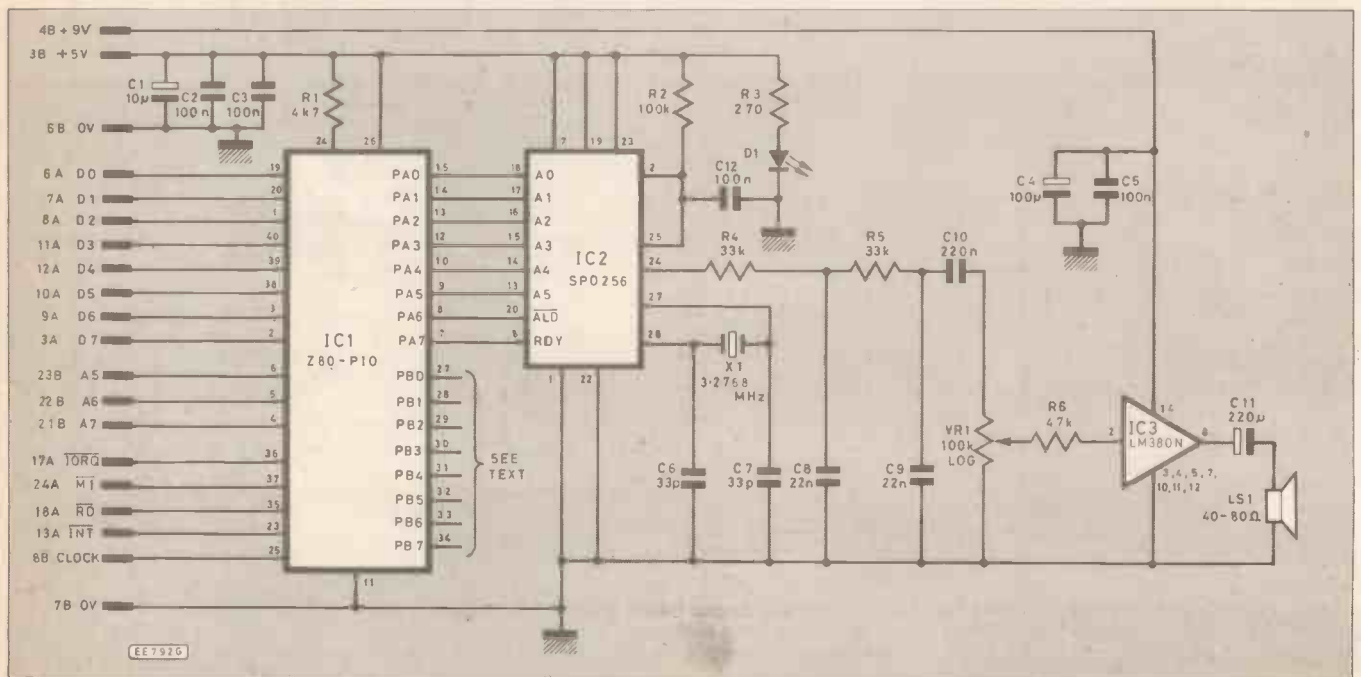 4B +9V
3B +5V
C1
10µ
C2
100n
C3
100n
R1
4k7
6B 0V
24
26
7
19
23
R2
100k
R3
270
D1
C12
100n
C4
100µ
C5
100n
6A D0
7A D1
8A D2
11A D3
12A D4
10A D5
9A D6
3A D7
23B A5
22B A6
21B A7
17A IORQ
24A M1
18A RD
13A INT
8B CLOCK
7B 0V
19
20
1
40
39
38
3
2
6
5
4
36
37
35
23
25
IC1
Z80-PIO
11
PA0 15
PA1 14
PA2 13
PA3 12
PA4 10
PA5 9
PA6 8
PA7 7
PB0 27
PB1 28
PB2 29
PB3 30
PB4 31
PB5 32
PB6 33
PB7 34
SEE
TEXT
18 A0
17 A1
16 A2
15 A3
14 A4
13 A5
20 ALD
8 RDY
IC2
SP0256
1
22
2
25
24
27
28
R4
33k
R5
33k
C10
220n
X1
3·2768
MHz
C6
33p
C7
33p
C8
22n
C9
22n
VR1
100k
LOG
R6
47k
2
14
IC3
LM380N
8
3,4,5,7,
10,11,12
C11
220µ
LS1
40-80Ω
EE792G